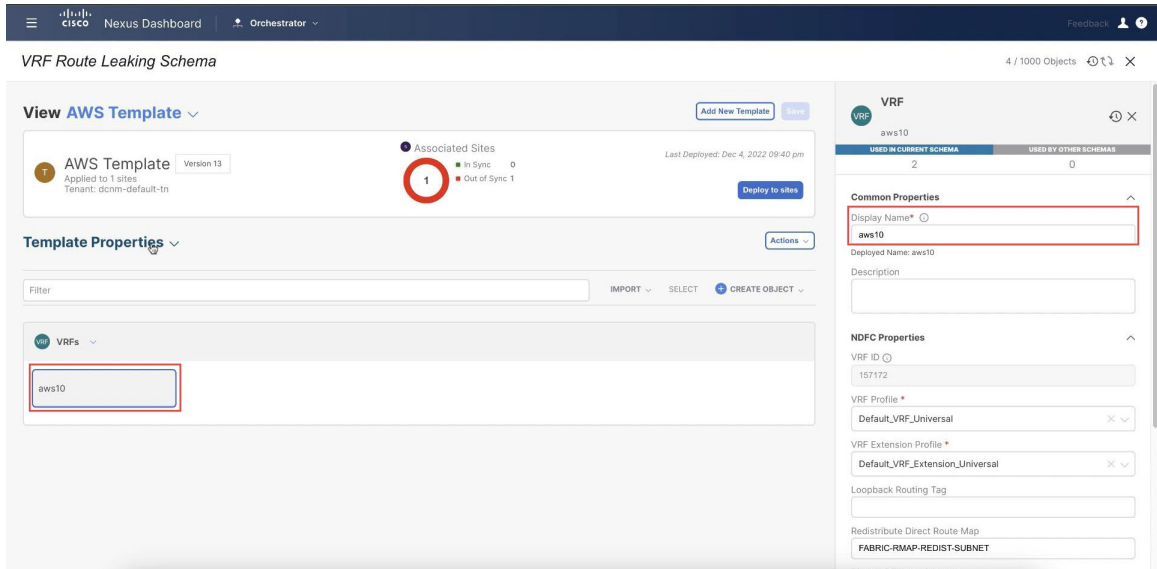 cisco Nexus Dashboard Orchestrator Feedback
VRF Route Leaking Schema 4 / 1000 Objects
View AWS Template Add New Template Save
AWS Template Version 13
Applied to 1 sites
Tenant: dcnm-default-tn
Associated Sites
1
In Sync 0
Out of Sync 1
Last Deployed: Dec 4, 2022 09:40 pm
Deploy to sites
Template Properties Actions
Filter IMPORT SELECT CREATE OBJECT
VRF VRFs
aws10
VRF
VRF
aws10
USED IN CURRENT SCHEMA USED BY OTHER SCHEMAS
2 0
Common Properties
Display Name*
aws10
Deployed Name: aws10
Description
NDFC Properties
VRF ID
157172
VRF Profile *
Default_VRF_Universal
VRF Extension Profile *
Default_VRF_Extension_Universal
Loopback Routing Tag
Redistribute Direct Route Map
FABRIC-RMAP-REDIST-SUBNET